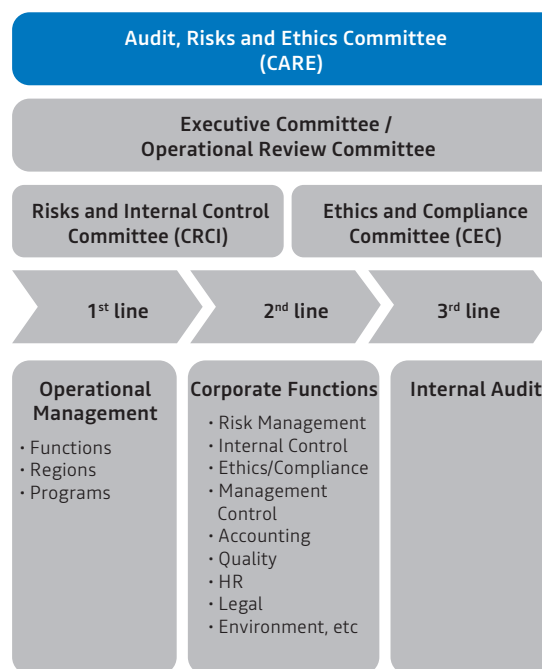 Audit, Risks and Ethics Committee
(CARE)
Executive Committee /
Operational Review Committee
Risks and Internal Control
Committee (CRCI)
Ethics and Compliance
Committee (CEC)
1st line
2nd line
3rd line
Operational
Management
· Functions
· Regions
· Programs
Corporate Functions
· Risk Management
· Internal Control
· Ethics/Compliance
· Management
Control
· Accounting
· Quality
· HR
· Legal
· Environment, etc
Internal Audit